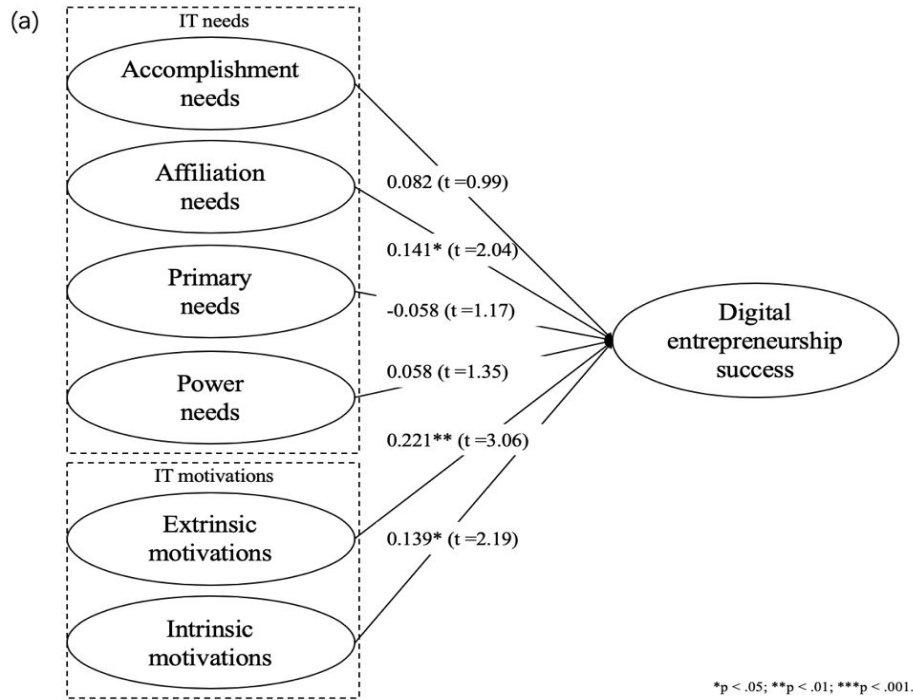 (a)
IT needs
Accomplishment
needs
Affiliation
needs
Primary
needs
Power
needs
IT motivations
Extrinsic
motivations
Intrinsic
motivations
0.082 (t =0.99)
0.141* (t =2.04)
-0.058 (t =1.17)
0.058 (t =1.35)
0.221** (t =3.06)
0.139* (t =2.19)
Digital
entrepreneurship
success
*p < .05; **p < .01; ***p < .001.